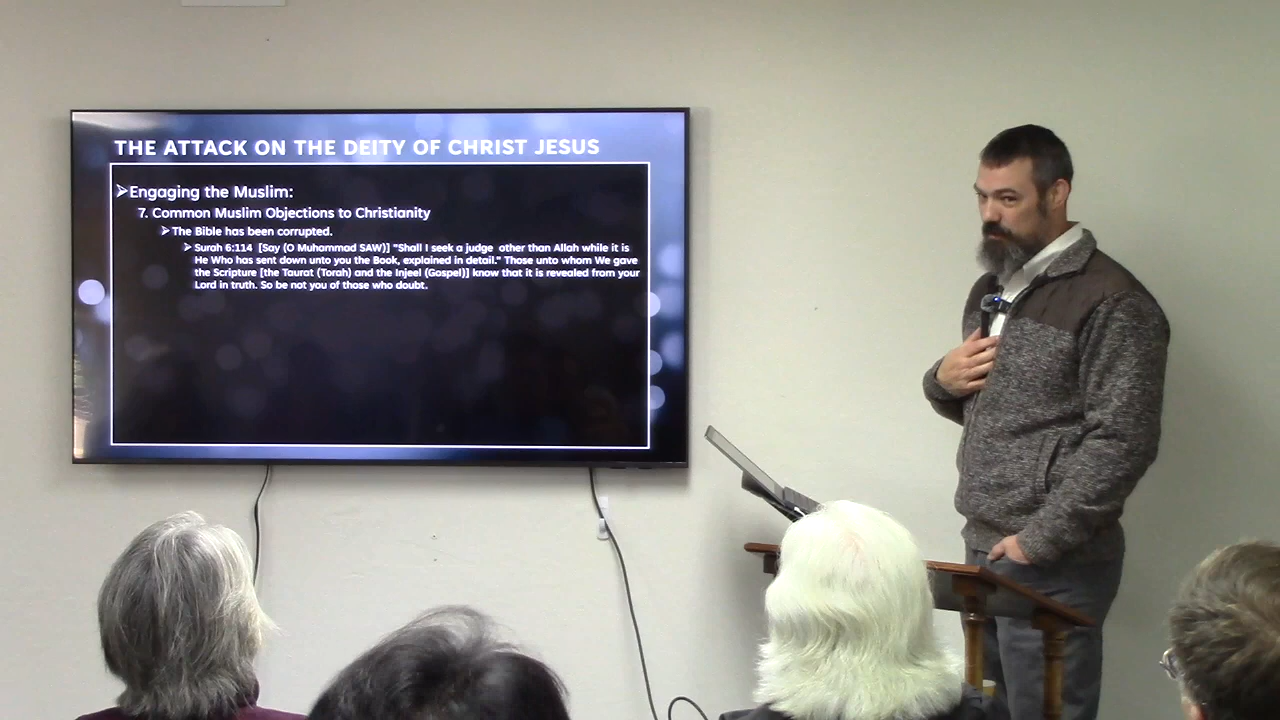 THE ATTACK ON THE DEITY OF CHRIST JESUS
➢Engaging the Muslim:
7. Common Muslim Objections to Christianity
➢ The Bible has been corrupted.
➢ Surah 6:114 [Say (O Muhammad SAW)] "Shall I seek a judge other than Allah while it is
He Who has sent down unto you the Book, explained in detail." Those unto whom We gave
the Scripture [the Taurat (Torah) and the Injeel (Gospel)] know that it is revealed from your
Lord in truth. So be not you of those who doubt.